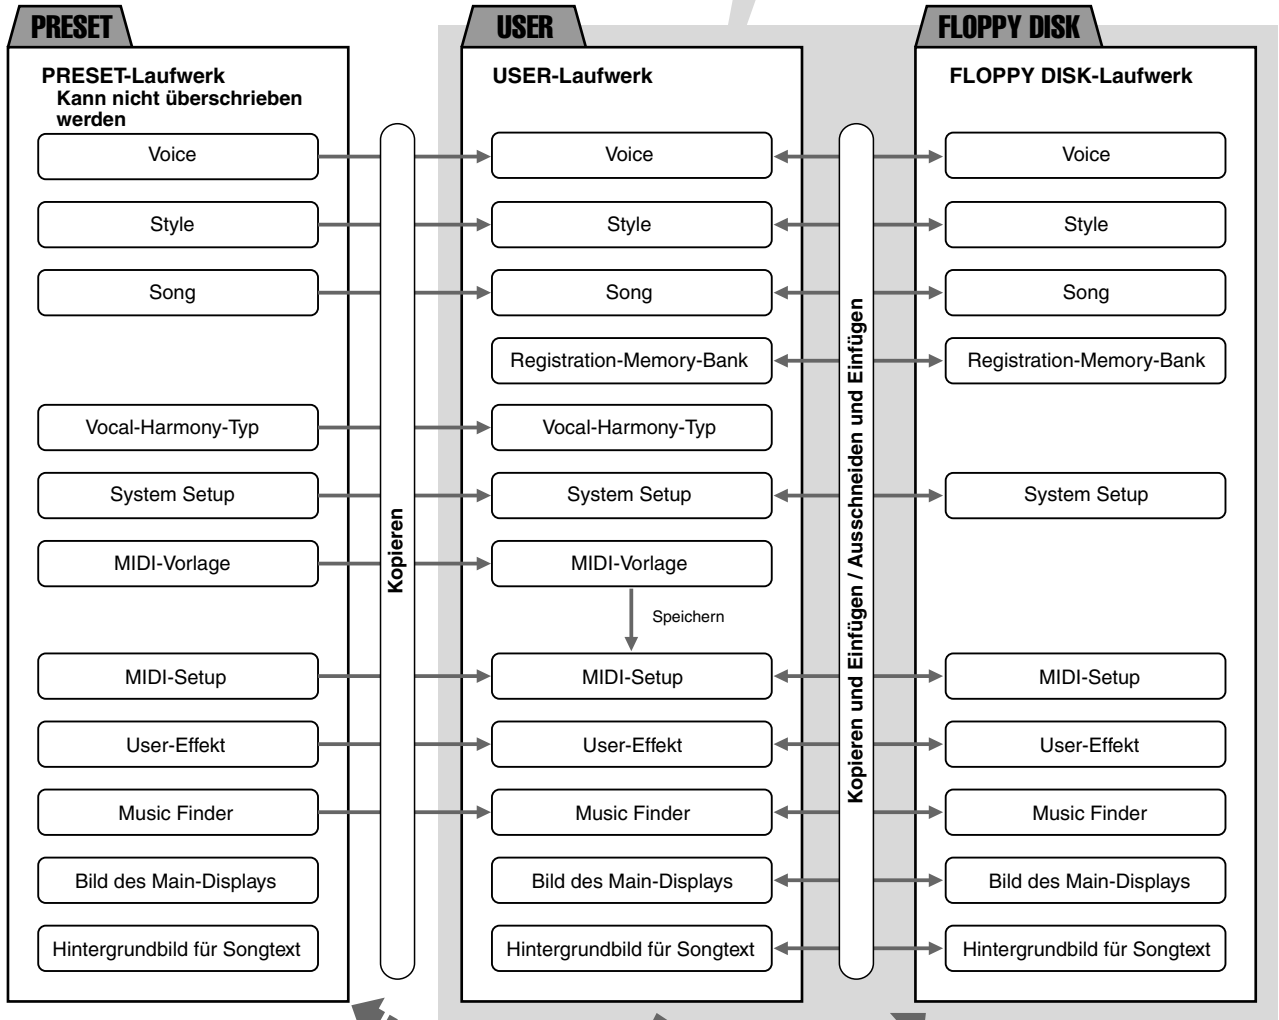 PRESET
PRESET-Laufwerk
Kann nicht überschrieben
werden
Voice
Style
Song
Vocal-Harmony-Typ
System Setup
MIDI-Vorlage
MIDI-Setup
User-Effekt
Music Finder
Bild des Main-Displays
Hintergrundbild für Songtext
Kopieren
USER
USER-Laufwerk
Voice
Style
Song
Registration-Memory-Bank
Vocal-Harmony-Typ
System Setup
MIDI-Vorlage
Speichern
MIDI-Setup
User-Effekt
Music Finder
Bild des Main-Displays
Hintergrundbild für Songtext
Kopieren und Einfügen / Ausschneiden und Einfügen
FLOPPY DISK
FLOPPY DISK-Laufwerk
Voice
Style
Song
Registration-Memory-Bank
System Setup
MIDI-Setup
User-Effekt
Music Finder
Bild des Main-Displays
Hintergrundbild für Songtext